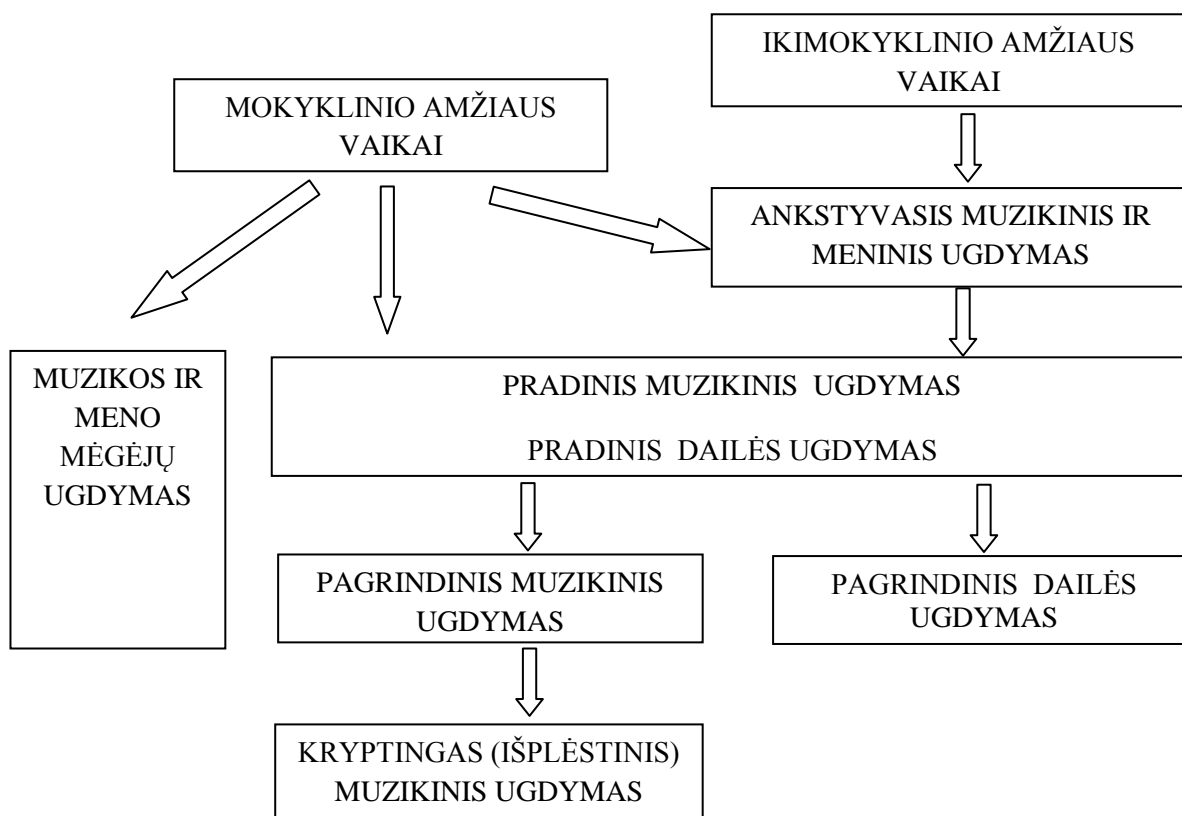 IKIMOKYKLINIO AMŽIAUS
VAIKAI
MOKYKLINIO AMŽIAUS
VAIKAI
ANKSTYVASIS MUZIKINIS IR
MENINIS UGDYMAS
MUZIKOS IR
MENO
MĖGĖJŲ
UGDYMAS
PRADINIS MUZIKINIS UGDYMAS
PRADINIS DAILĖS UGDYMAS
PAGRINDINIS MUZIKINIS
UGDYMAS
PAGRINDINIS DAILĖS
UGDYMAS
KRYPTINGAS (IŠPLĖSTINIS)
MUZIKINIS UGDYMAS